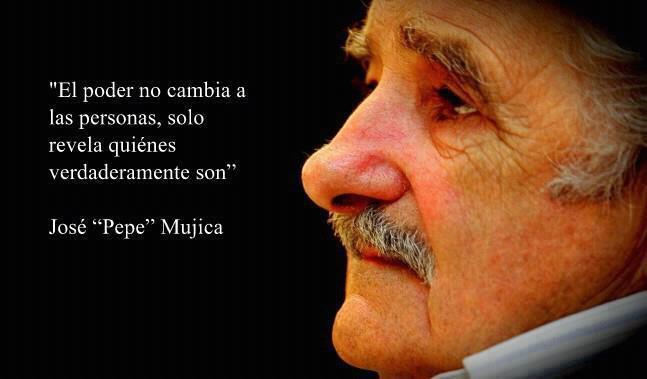 "El poder no cambia a
las personas, solo
revela quiénes
verdaderamente son”
José “Pepe” Mujica